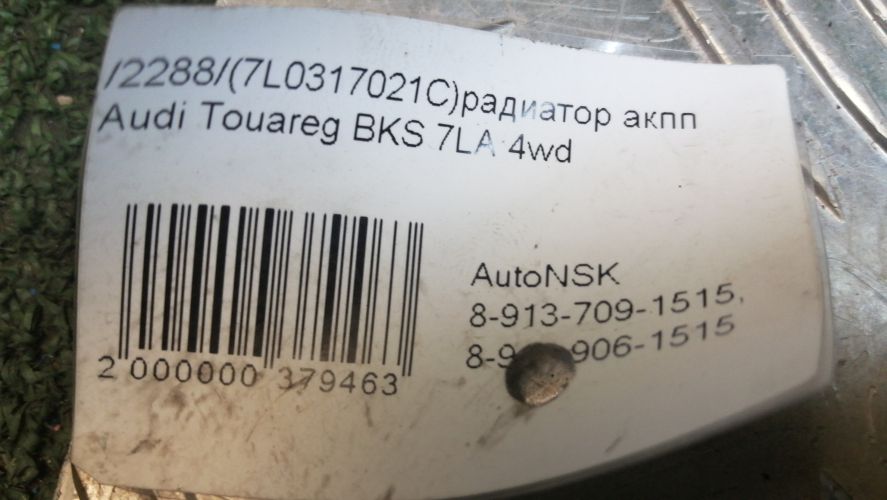 /2288/(7L0317021C)радиатор акпп
Audi Touareg BKS 7LA 4wd
AutoNSK
8-913-709-1515,
906-1515
2 000000 379463